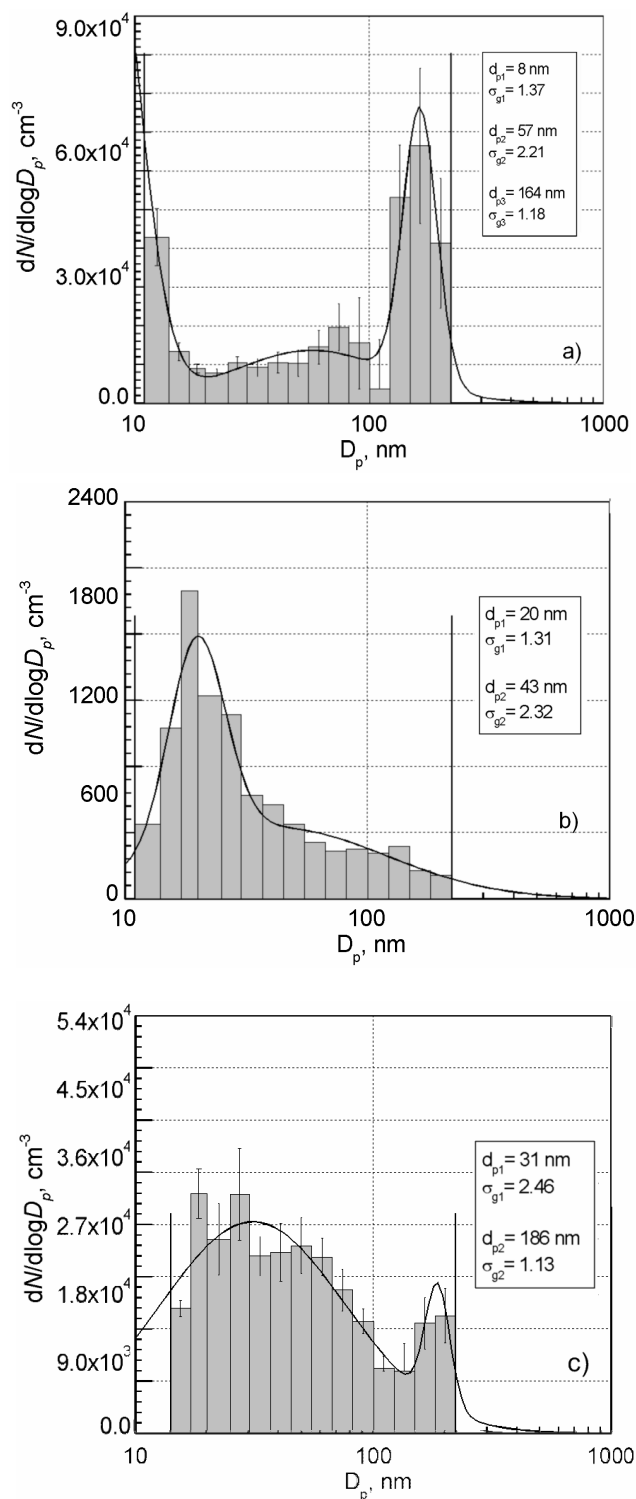 9.0x10⁴
6.0x10⁴
3.0x10⁴
0.0
dN/dlogDₚ, cm⁻³
dₚ₁= 8 nm
σg1= 1.37
dₚ₂= 57 nm
σg2= 2.21
dₚ₃= 164 nm
σg3= 1.18
a)
10 100 1000
Dₚ, nm
2400
1800
1200
600
0
dN/dlogDₚ, cm⁻³
dₚ₁= 20 nm
σg1= 1.31
dₚ₂= 43 nm
σg2= 2.32
b)
10 100 1000
Dₚ, nm
5.4x10⁴
4.5x10⁴
3.6x10⁴
2.7x10⁴
1.8x10⁴
9.0x10³
0.0
dN/dlogDₚ, cm⁻³
dₚ₁= 31 nm
σg1= 2.46
dₚ₂= 186 nm
σg2= 1.13
c)
10 100 1000
Dₚ, nm